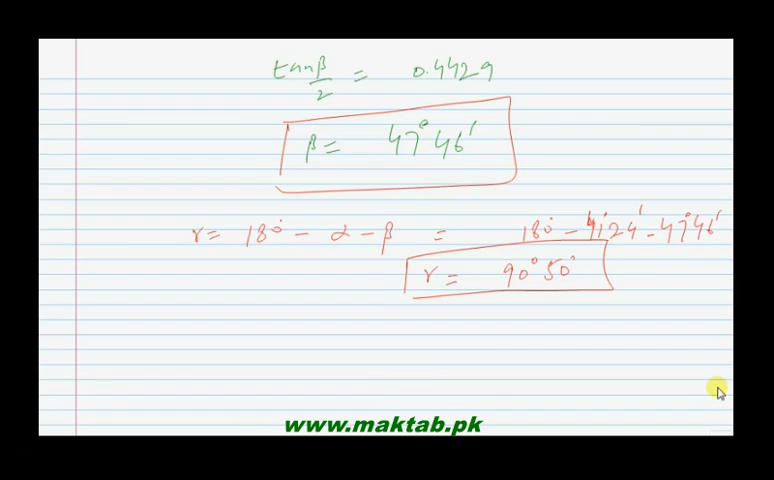 tan β/2 = 0.4429
β = 47° 46'
γ = 180° - α - β = 180° - 41°24' - 47°46'
γ = 90° 50°
www.maktab.pk